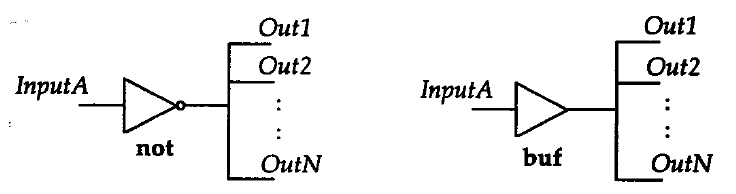 Out1
Out2
InputA
:
:
not
OutN
Out1
Out2
InputA
:
:
buf
OutN